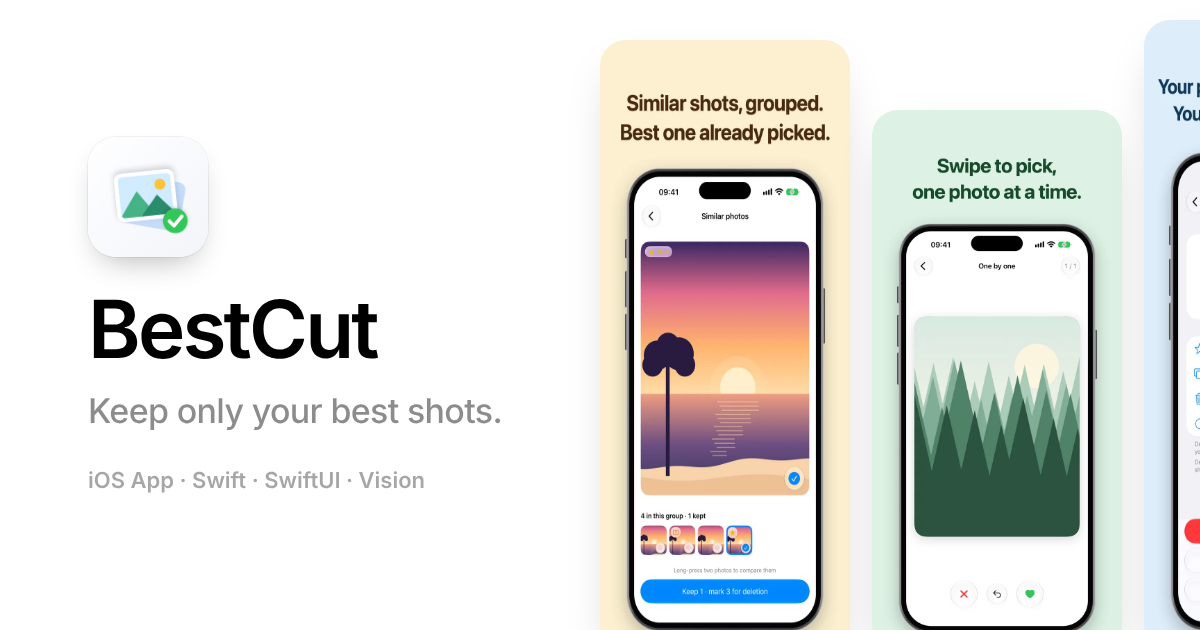 BestCut
Keep only your best shots.
iOS App · Swift · SwiftUI · Vision
Similar shots, grouped.
Best one already picked.
09:41
Similar photos
4 in this group · 1 kept
Long-press two photos to compare them
Keep 1 · mark 3 for deletion
Swipe to pick,
one photo at a time.
09:41
One by one
1 / 1
Your
You